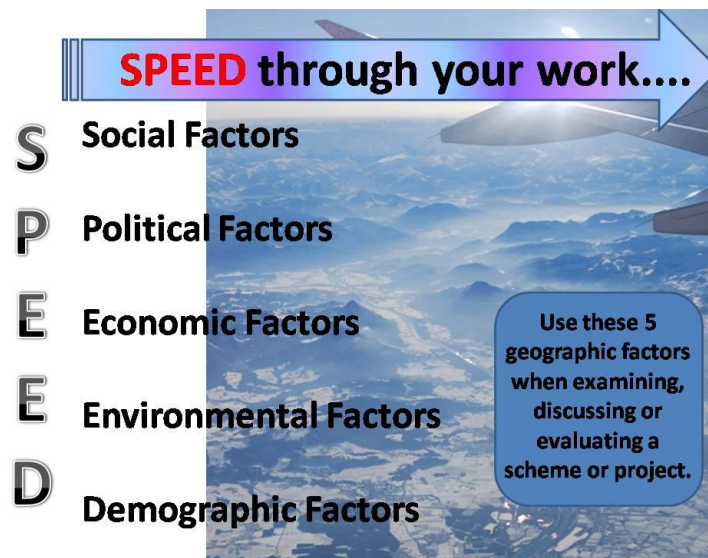 SPEED through your work....
S Social Factors
P Political Factors
E Economic Factors
E Environmental Factors
D Demographic Factors
Use these 5
geographic factors
when examining,
discussing or
evaluating a
scheme or project.